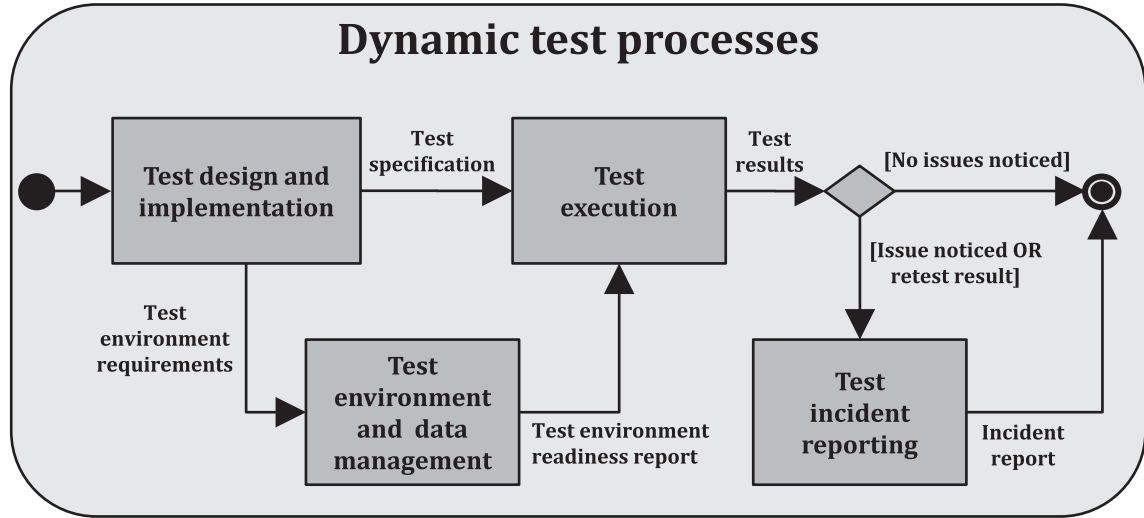 Dynamic test processes
Test design and
implementation
Test
specification
Test
execution
Test
results
[No issues noticed]
[Issue noticed OR
retest result]
Test
environment
requirements
Test
environment
and data
management
Test environment
readiness report
Test
incident
reporting
Incident
report